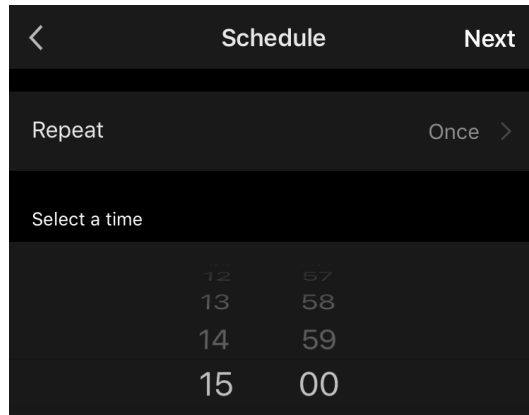 Schedule Next
Repeat Once
Select a time
12 57
13 58
14 59
15 00